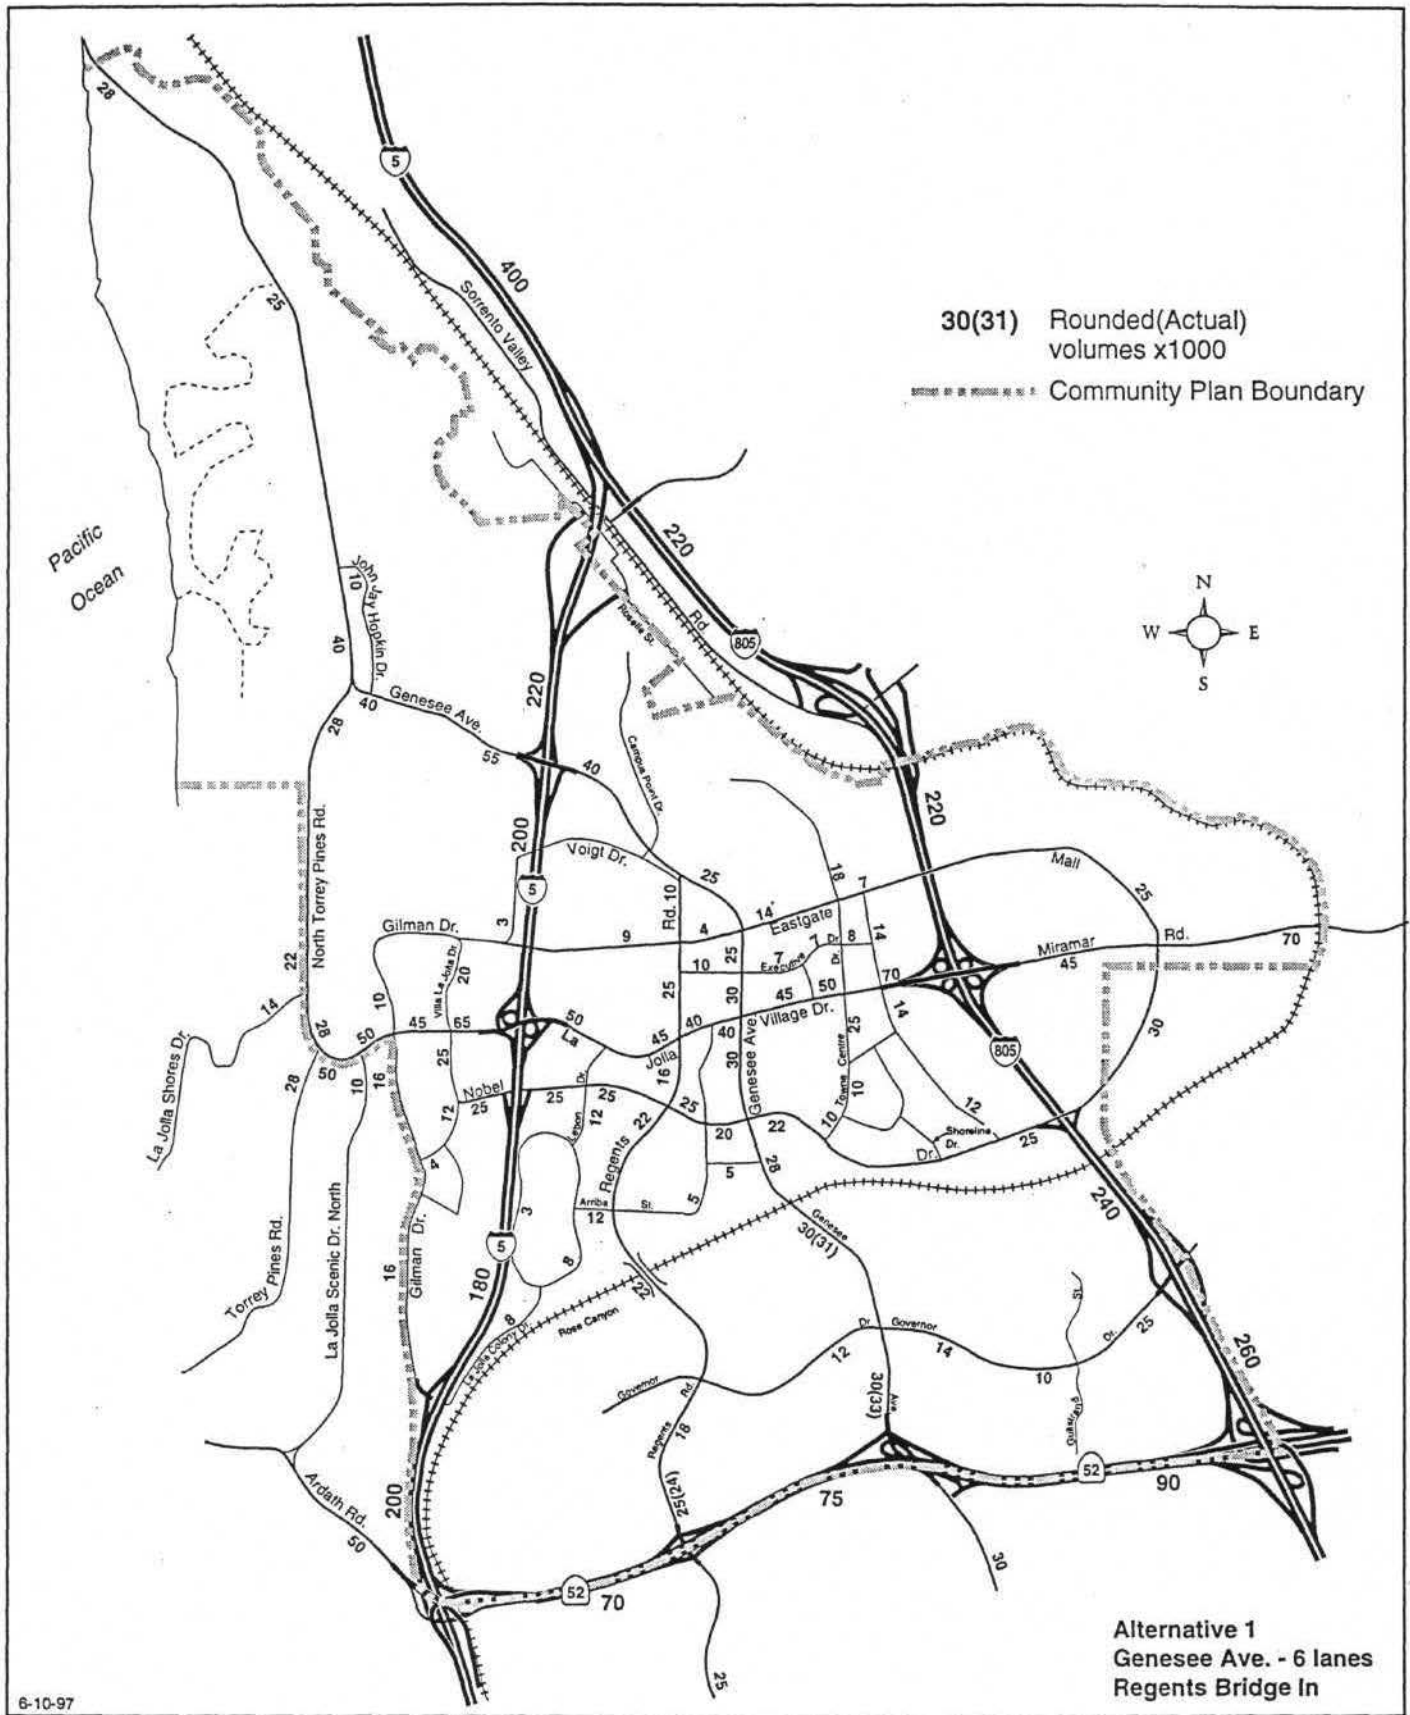 28
5
400
Sorrento Valley
25
30(31) Rounded(Actual)
volumes x1000
Community Plan Boundary
Pacific
Ocean
220
N
W E
S
John Jay Hopkin Dr.
10
40
Rd.
Roselle St.
805
220
40
Genesee Ave.
28
55
40
Campus Point Dr.
220
200
Voigt Dr.
25
18
7
Mall
25
5
Rd. 10
North Torrey Pines Rd.
3
Gilman Dr.
9
4
14
Eastgate
14
22
Villa La Jolla Dr.
20
25
7
Executive
7
Dr.
8
Dr.
10
Miramar
Rd.
45
70
10
25
30
45
50
70
14
28
50
45
65
50
La
45
40
40
Village Dr.
25
30
14
La Jolla Shores Dr.
50
10
16
25
Jolla
16
30
Genesee Ave.
Towne Centre
10
805
28
Nobel
25
25
Dr.
25
25
12
Lebon
12
22
20
22
10
12
Shoreline
Dr.
Dr.
25
4
Regents
5
28
5
Arriba St.
12
3
8
Genesee
30(31)
240
5
Torrey Pines Rd.
La Jolla Scenic Dr. North
16
Gilman Dr.
180
22
Rose Canyon
8
La Jolla Colony Dr.
Dr. Governor
12
14
10
Dr.
25
St.
Governor
Rd.
30(33)
Ave
260
Regents
18
Ardath Rd.
50
200
25(24)
75
52
90
52
70
30
25
Alternative 1
Genesee Ave. - 6 lanes
Regents Bridge In
6-10-97